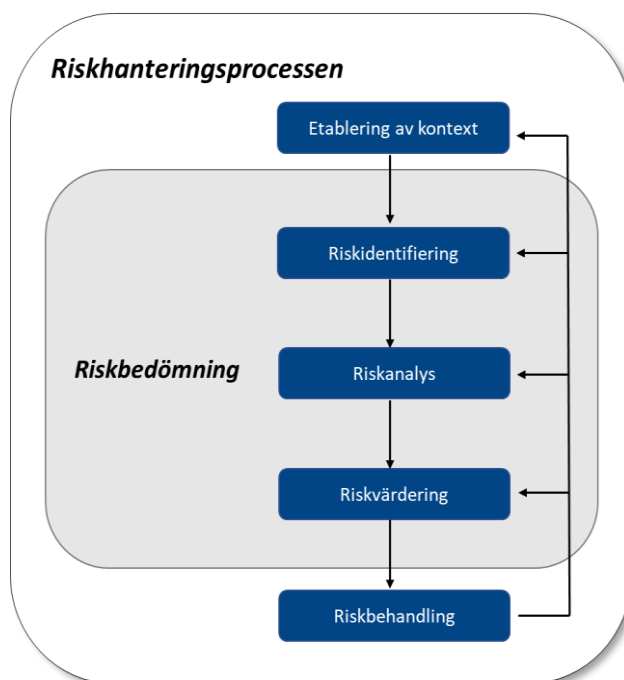 Riskhanteringsprocessen
Etablering av kontext
Riskidentifiering
Riskbedömning
Riskanalys
Riskvärdering
Riskbehandling